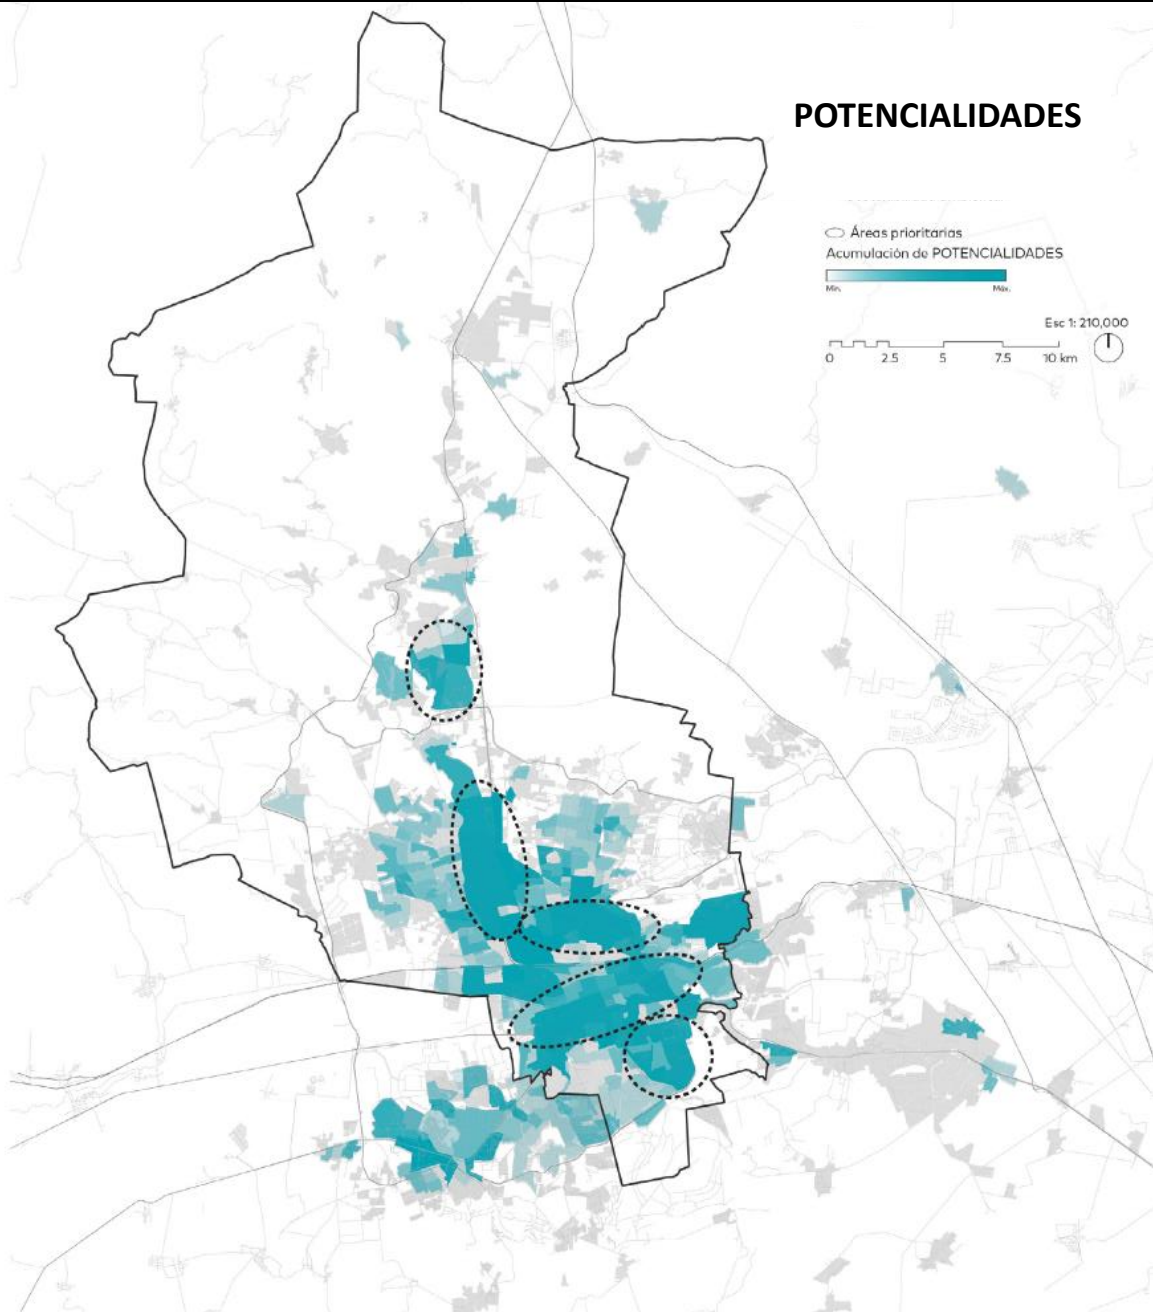 POTENCIALIDADES
Áreas prioritarias
Acumulación de POTENCIALIDADES
Mín. Máx.
Esc 1: 210,000
0 2.5 5 7.5 10 km